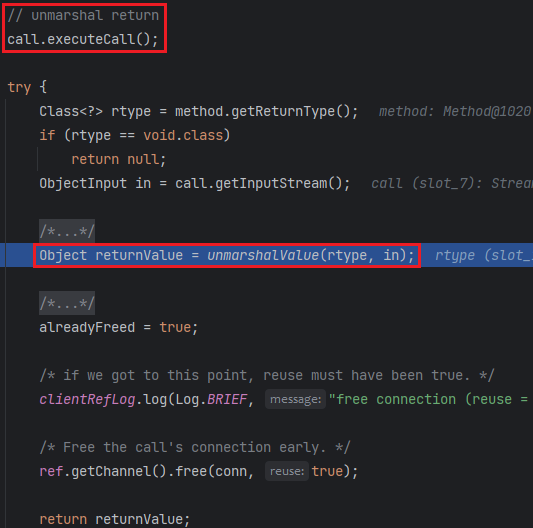 // unmarshal return
call.executeCall();
try {
Class<?> rtype = method.getReturnType();   method: Method@1020
if (rtype == void.class)
return null;
ObjectInput in = call.getInputStream();   call (slot_7): Stream
/*...*/
Object returnValue = unmarshalValue(rtype, in);   rtype (slot_
/*...*/
alreadyFreed = true;
/* if we got to this point, reuse must have been true. */
clientRefLog.log(Log.BRIEF, message: "free connection (reuse =
/* Free the call's connection early. */
ref.getChannel().free(conn, reuse: true);
return returnValue;